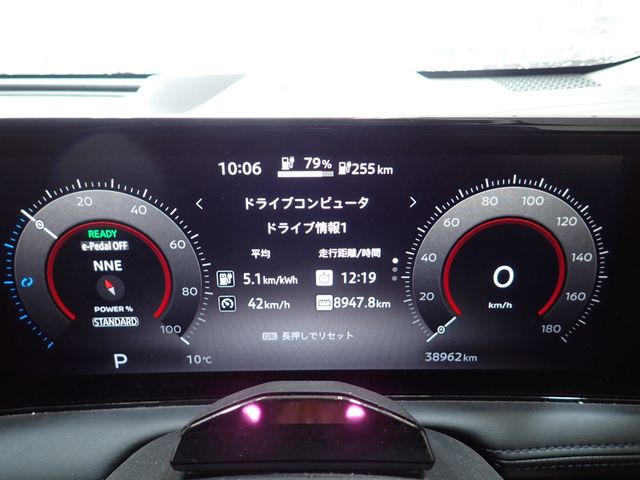 10:06 79% 255km
ドライブコンピュータ
ドライブ情報1
平均 走行距離/時間
5.1km/kWh 12:19
42km/h 8947.8km
OK 長押しでリセット
20 40 60 80 100
READY
e-Pedal OFF
NNE
POWER %
STANDARD
P
10℃
20 40 60 80 100 120 140 160 180
0
km/h
38962km